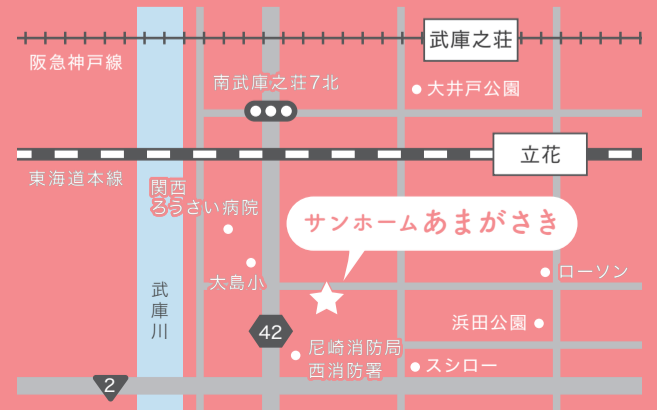 武庫之荘
阪急神戸線
南武庫之荘7北
大井戸公園
立花
東海道本線
関西
ろうさい病院
サンホームあまがさき
大島小
ローソン
武庫川
42
浜田公園
尼崎消防局
西消防署
スシロー
2